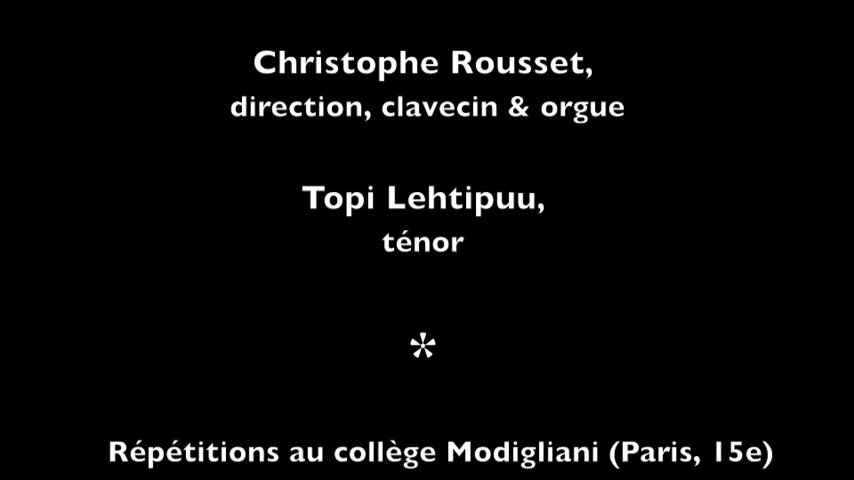 Christophe Rousset,
direction, clavecin & orgue
Topi Lehtipuu,
ténor
*
Répétitions au collège Modigliani (Paris, 15e)